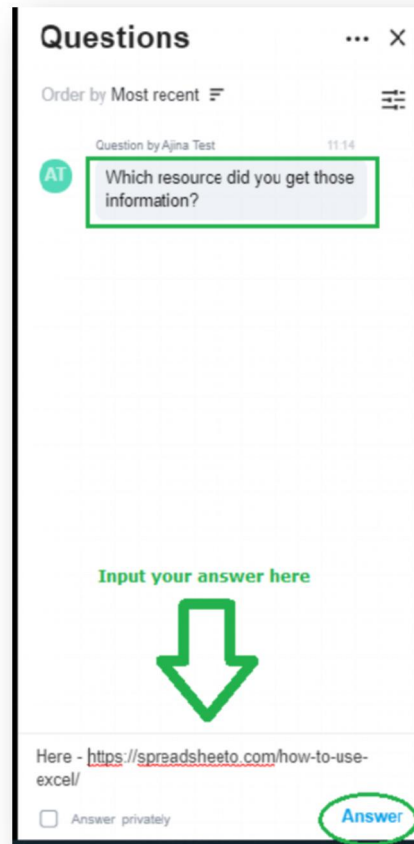 Questions
Order by Most recent
Question by Ajina Test 11:14
AT
Which resource did you get those
information?
Input your answer here
Here - https://spreadsheeto.com/how-to-use-
excel/
Answer privately
Answer